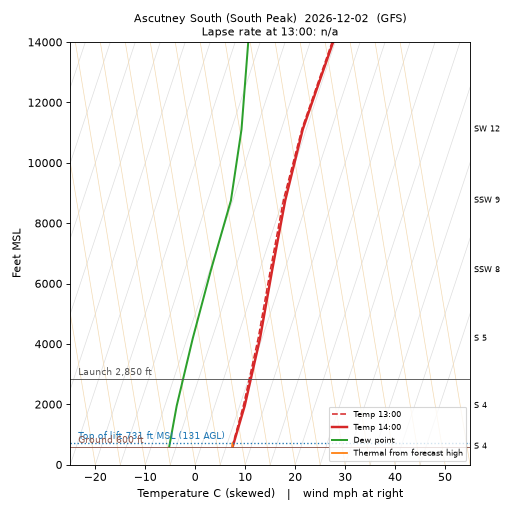 Ascutney South (South Peak)  2026-12-02  (GFS)
Lapse rate at 13:00: n/a
14000
12000
10000
8000
6000
4000
2000
0
Feet MSL
SW 12
SSW 9
SSW 8
S 5
S 4
S 4
Launch 2,850 ft
Top of lift 731 ft MSL (131 AGL)
Ground 600 ft
Temp 13:00
Temp 14:00
Dew point
Thermal from forecast high
−20
−10
0
10
20
30
40
50
Temperature C (skewed)   |   wind mph at right